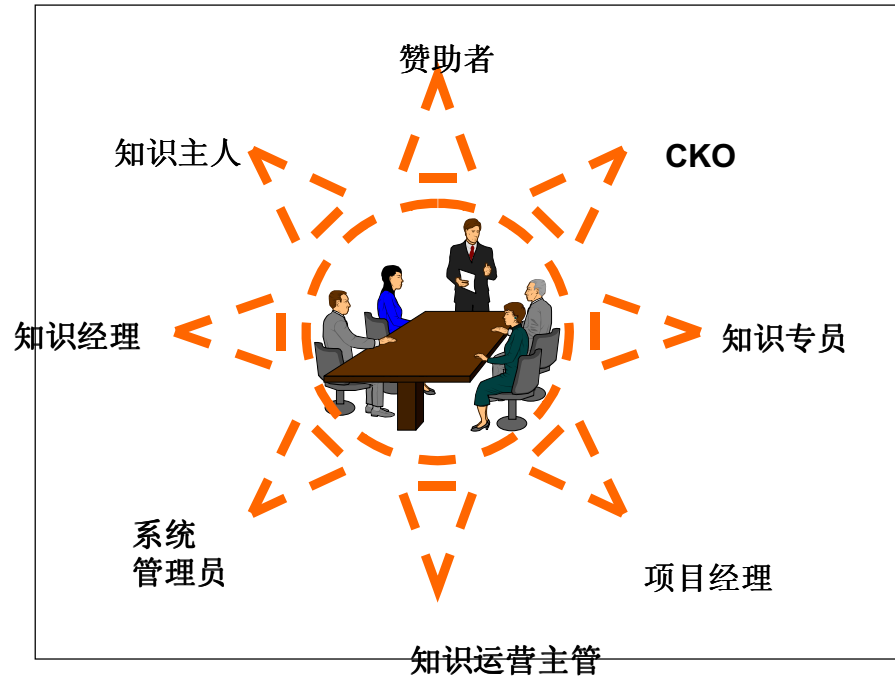 赞助者
知识主人
CKO
知识经理
知识专员
系统
管理员
项目经理
知识运营主管